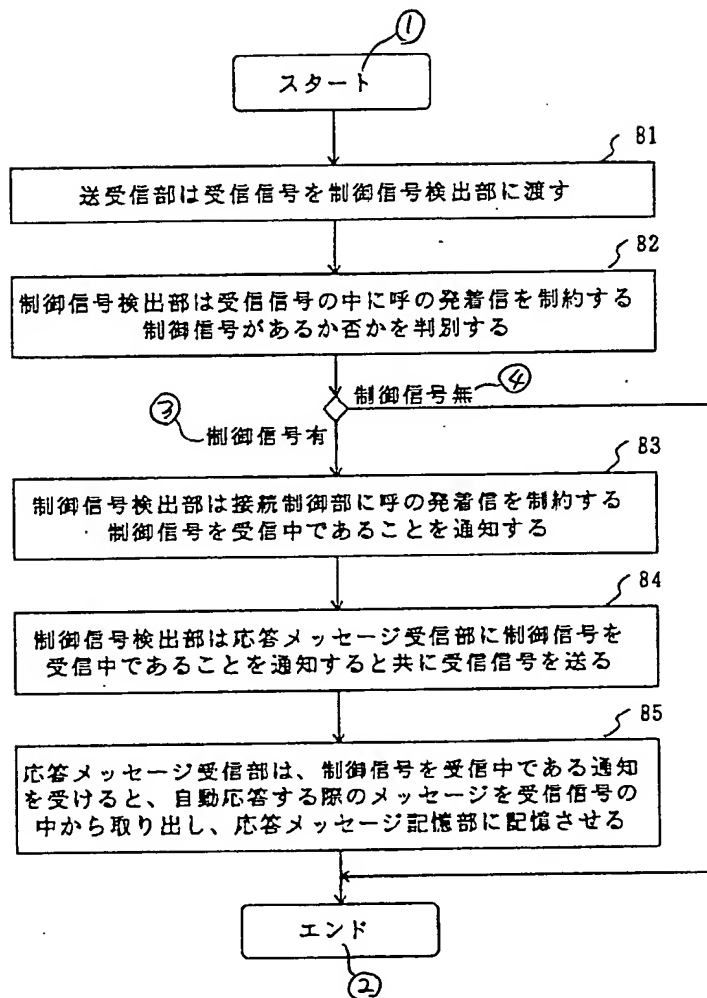 ①
スタート
81
送受信部は受信信号を制御信号検出部に渡す
82
制御信号検出部は受信信号の中に呼の発着信を制約する
制御信号があるか否かを判別する
制御信号無 ④
③ 制御信号有
83
制御信号検出部は接続制御部に呼の発着信を制約する
制御信号を受信中であることを通知する
84
制御信号検出部は応答メッセージ受信部に制御信号を
受信中であることを通知すると共に受信信号を送る
85
応答メッセージ受信部は、制御信号を受信中である通知
を受けると、自動応答する際のメッセージを受信信号の
中から取り出し、応答メッセージ記憶部に記憶させる
エンド
②